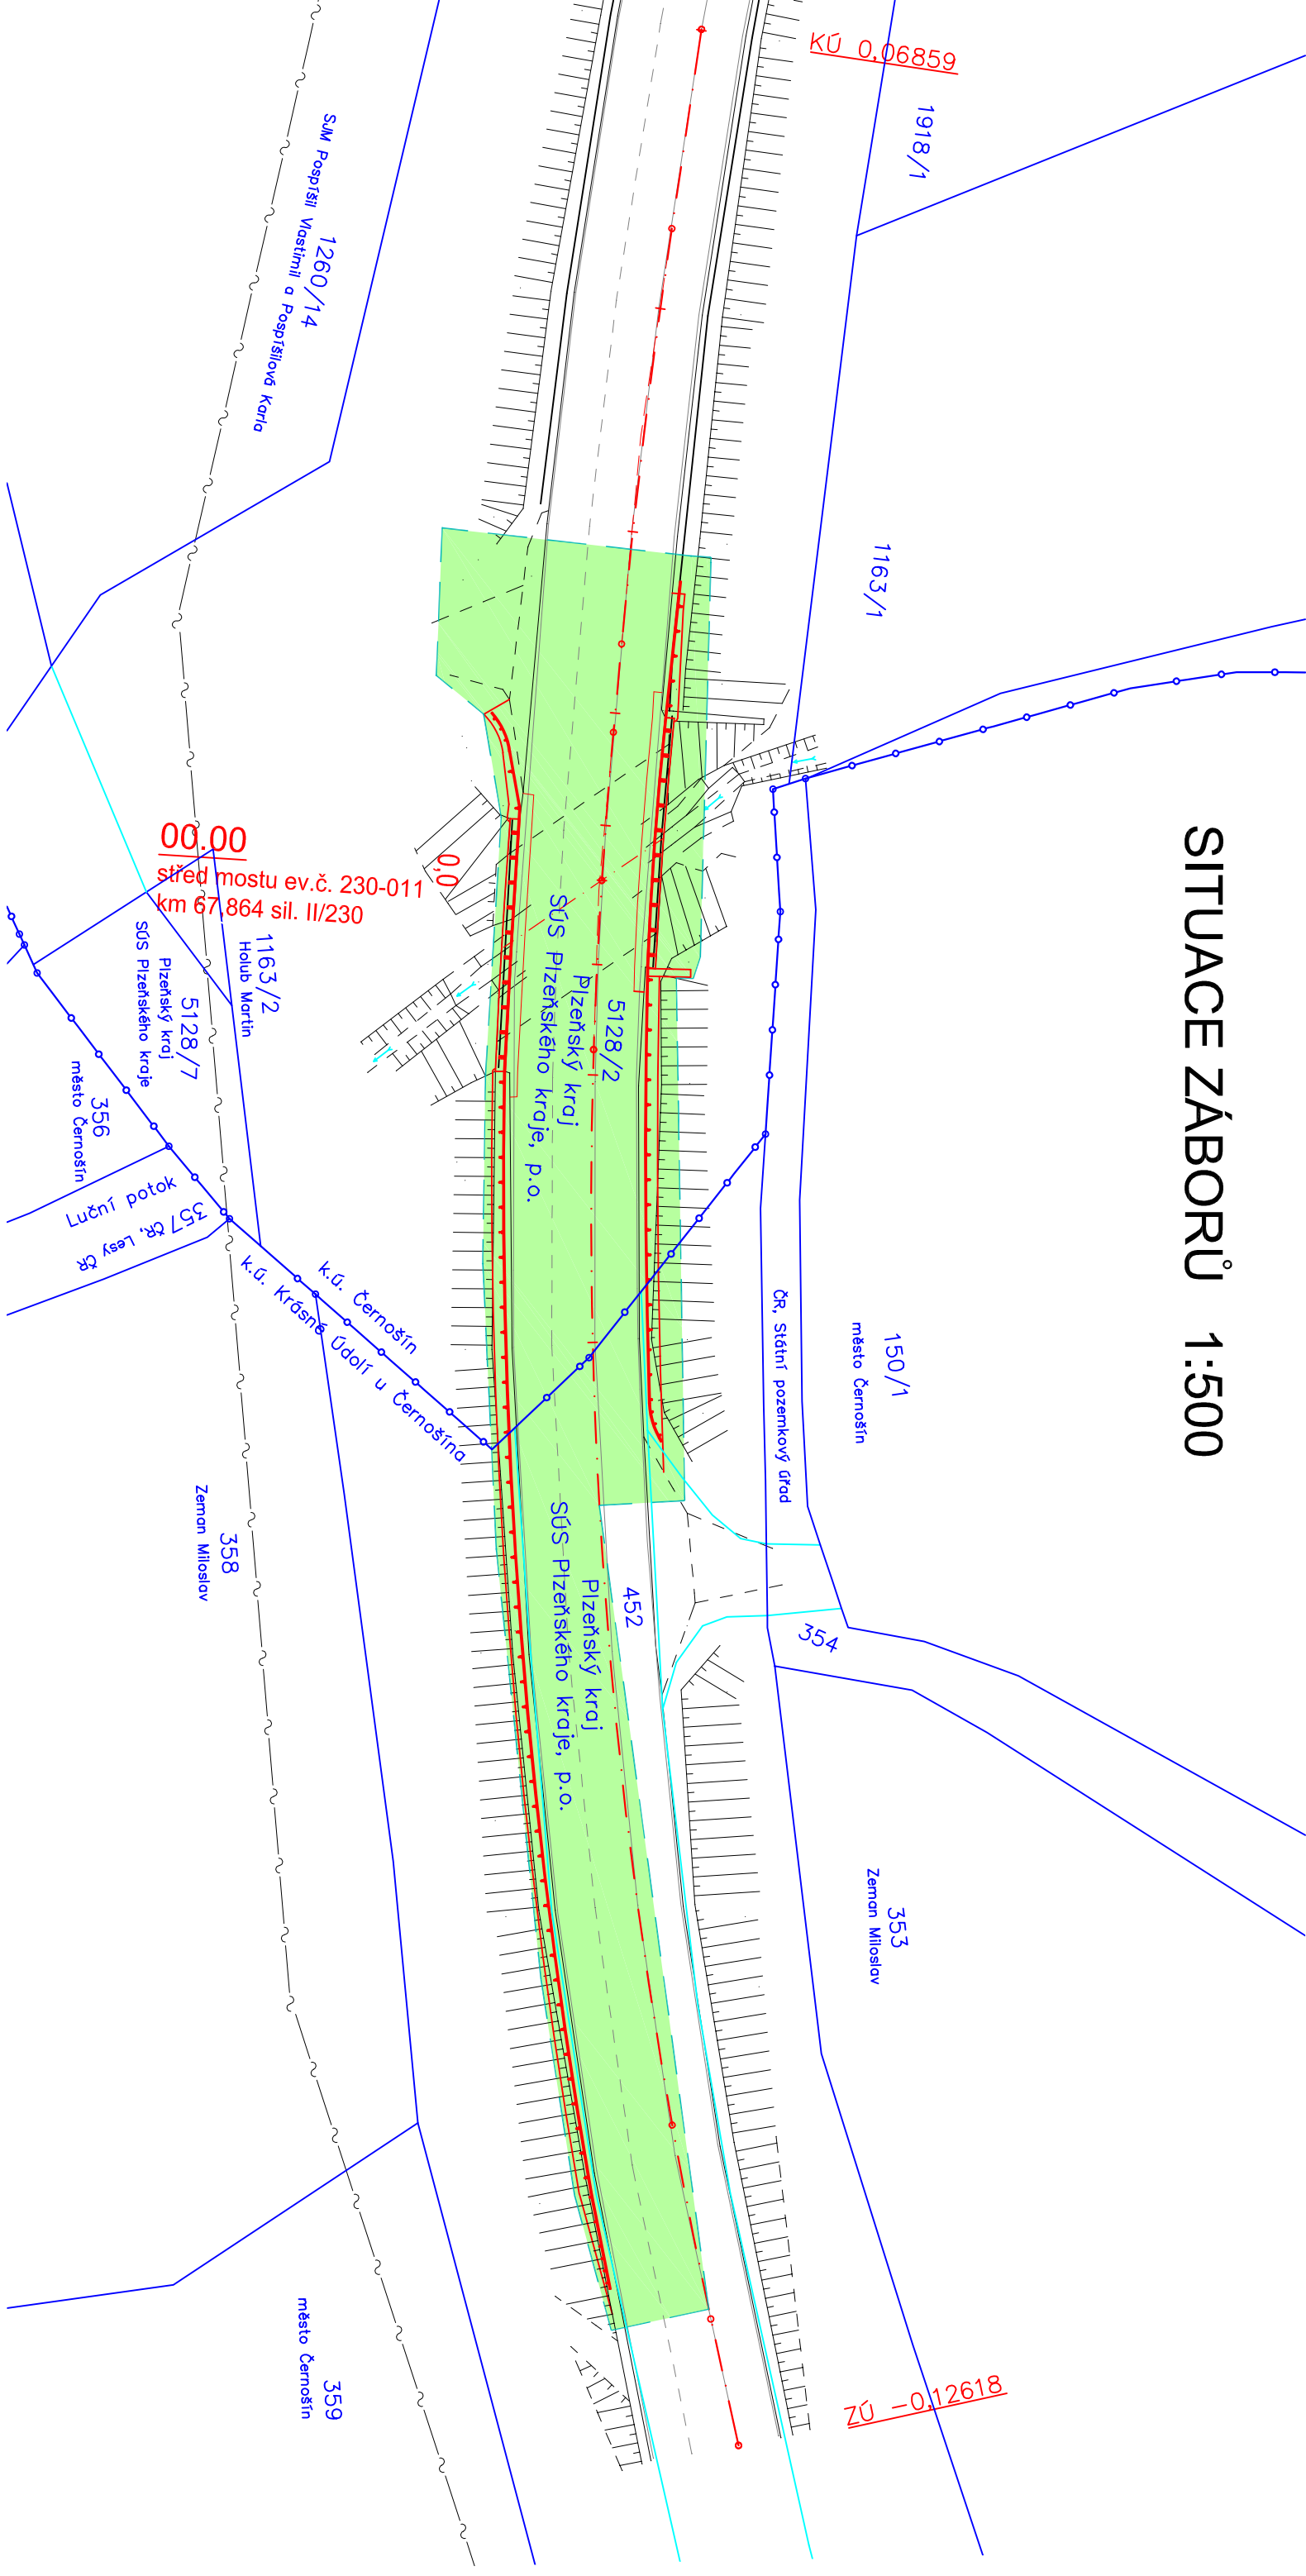 SITUACE ZÁBORŮ 1:500
KÚ 0,06859
1918/1
1260/14
SJM Pospíšil Vlastimil a Pospíšilová Karla
1163/1
00.00
střed mostu ev.č. 230-011
km 67,864 sil. II/230
0,0
5128/2
Plzeňský kraj
SÚS Plzeňského kraje, p.o.
1163/2
Holub Martin
5128/7
Plzeňský kraj
SÚS Plzeňského kraje
356
město Černošín
Luční potok
357 ČR, Lesy ČR
k.ú. Černošín
k.ú. Krásné Údolí u Černošína
ČR, Státní pozemkový úřad
150/1
město Černošín
358
Zeman Miloslav
452
Plzeňský kraj
SÚS Plzeňského kraje, p.o.
354
353
Zeman Miloslav
359
město Černošín
ZÚ -0,12618